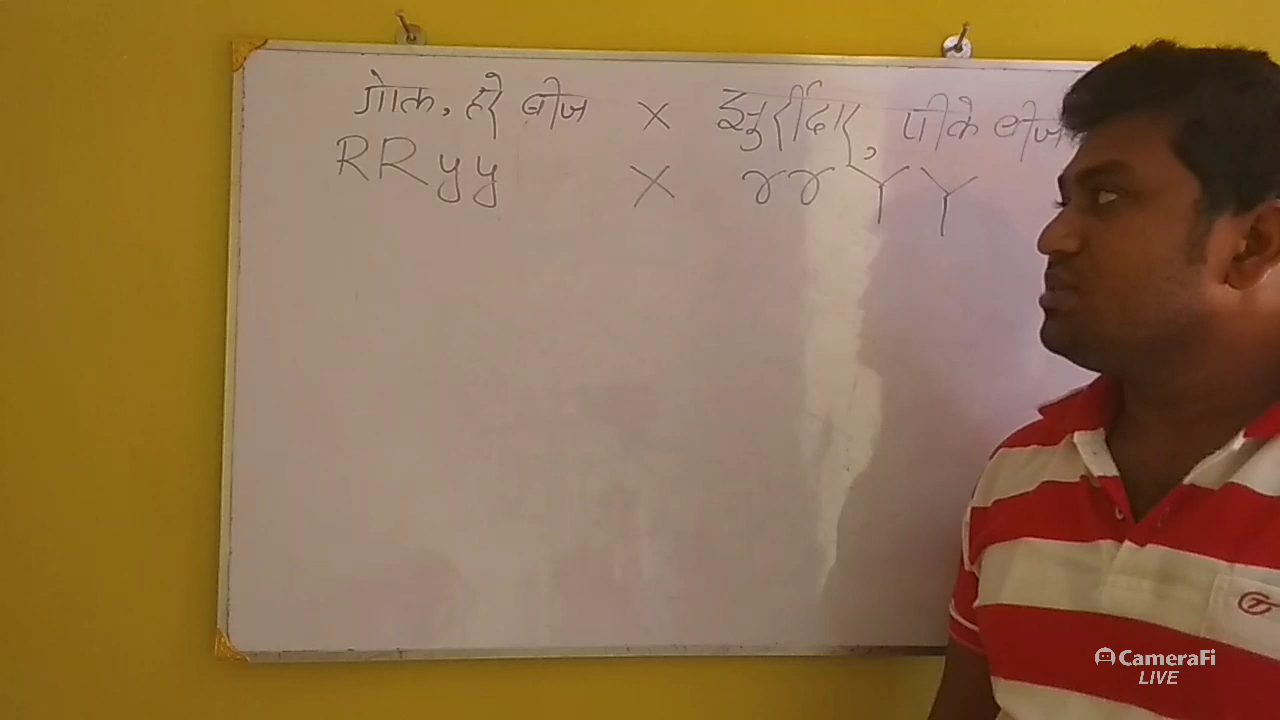 गोल, हरे बीज × झुर्रीदार, पीले बीज
RRyy × rrYY
CameraFi
LIVE